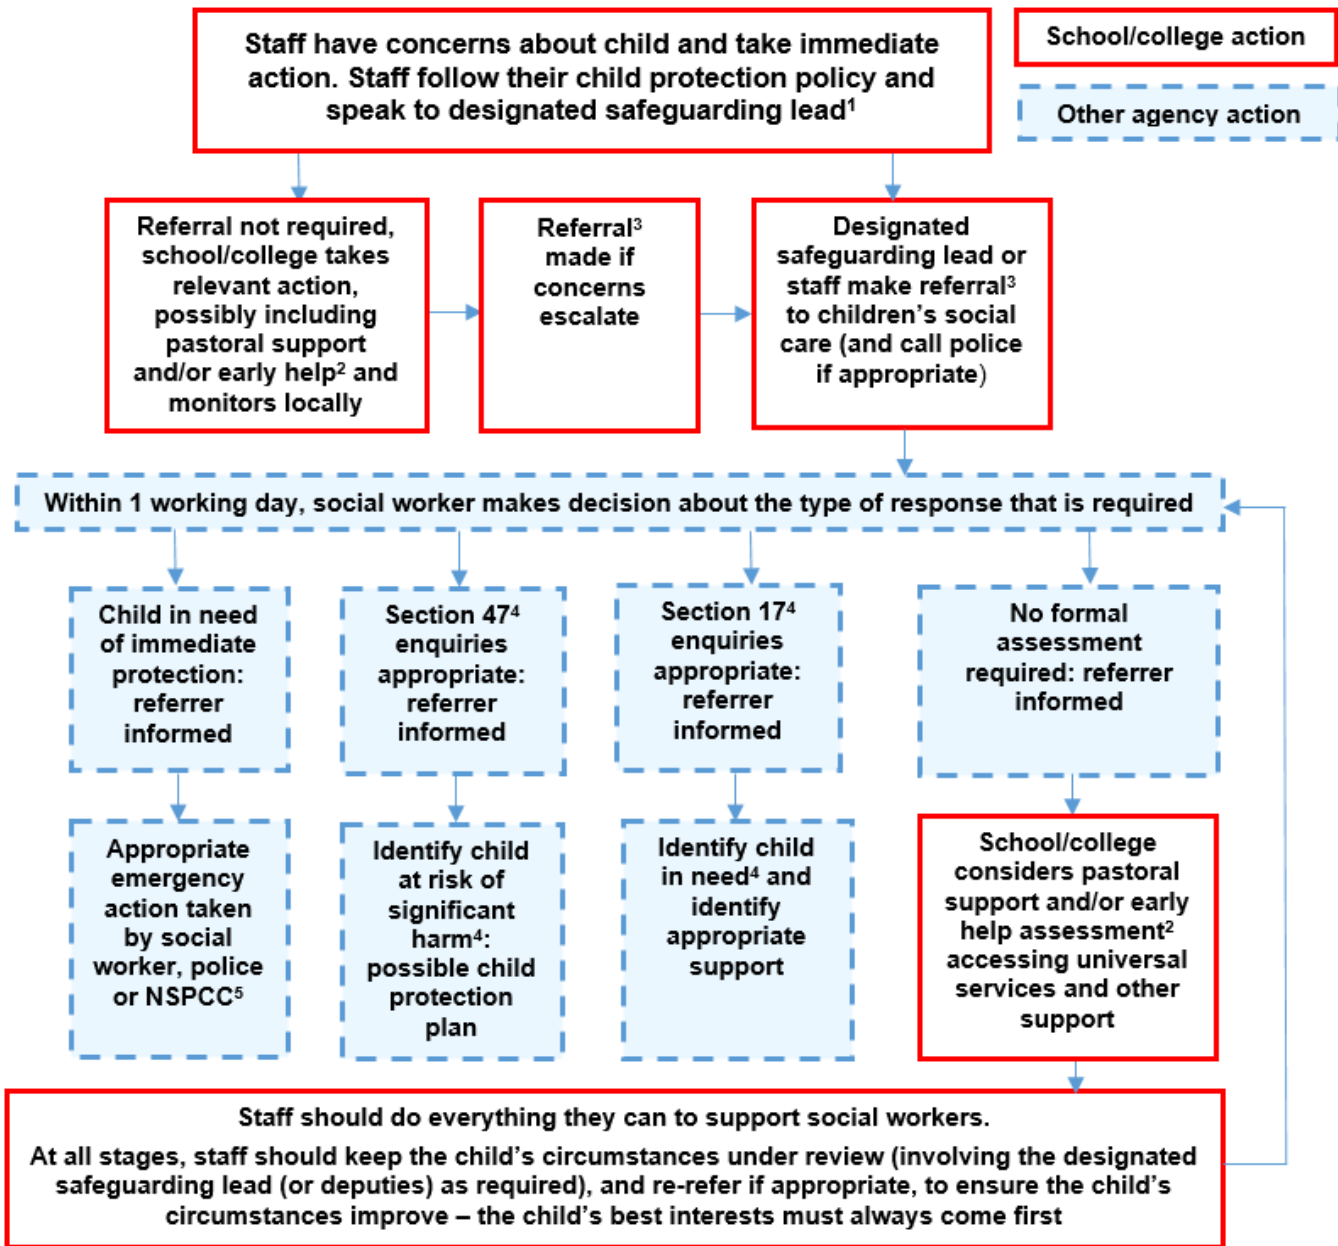 Staff have concerns about child and take immediate
action. Staff follow their child protection policy and
speak to designated safeguarding lead¹
School/college action
Other agency action
Referral not required,
school/college takes
relevant action,
possibly including
pastoral support
and/or early help² and
monitors locally
Referral³
made if
concerns
escalate
Designated
safeguarding lead or
staff make referral³
to children’s social
care (and call police
if appropriate)
Within 1 working day, social worker makes decision about the type of response that is required
Child in need
of immediate
protection:
referrer
informed
Section 47⁴
enquiries
appropriate:
referrer
informed
Section 17⁴
enquiries
appropriate:
referrer
informed
No formal
assessment
required: referrer
informed
Appropriate
emergency
action taken
by social
worker, police
or NSPCC⁵
Identify child
at risk of
significant
harm⁴:
possible child
protection
plan
Identify child
in need⁴ and
identify
appropriate
support
School/college
considers pastoral
support and/or early
help assessment²
accessing universal
services and other
support
Staff should do everything they can to support social workers.
At all stages, staff should keep the child’s circumstances under review (involving the designated
safeguarding lead (or deputies) as required), and re-refer if appropriate, to ensure the child’s
circumstances improve – the child’s best interests must always come first